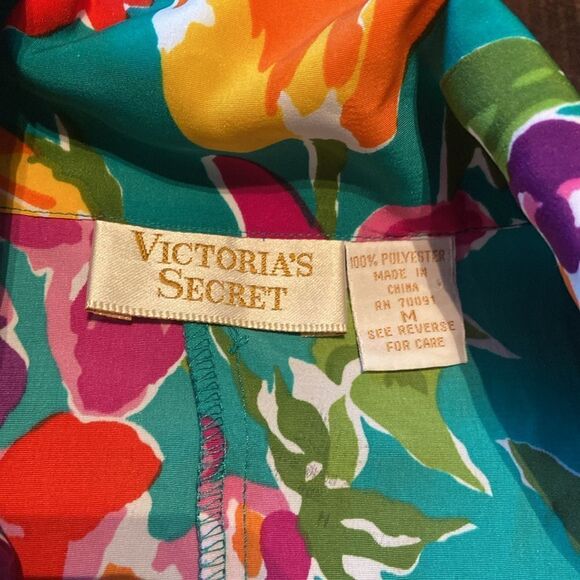 VICTORIA'S
SECRET
100% POLYESTER
MADE IN
CHINA
RN 70091
M
SEE REVERSE
FOR CARE